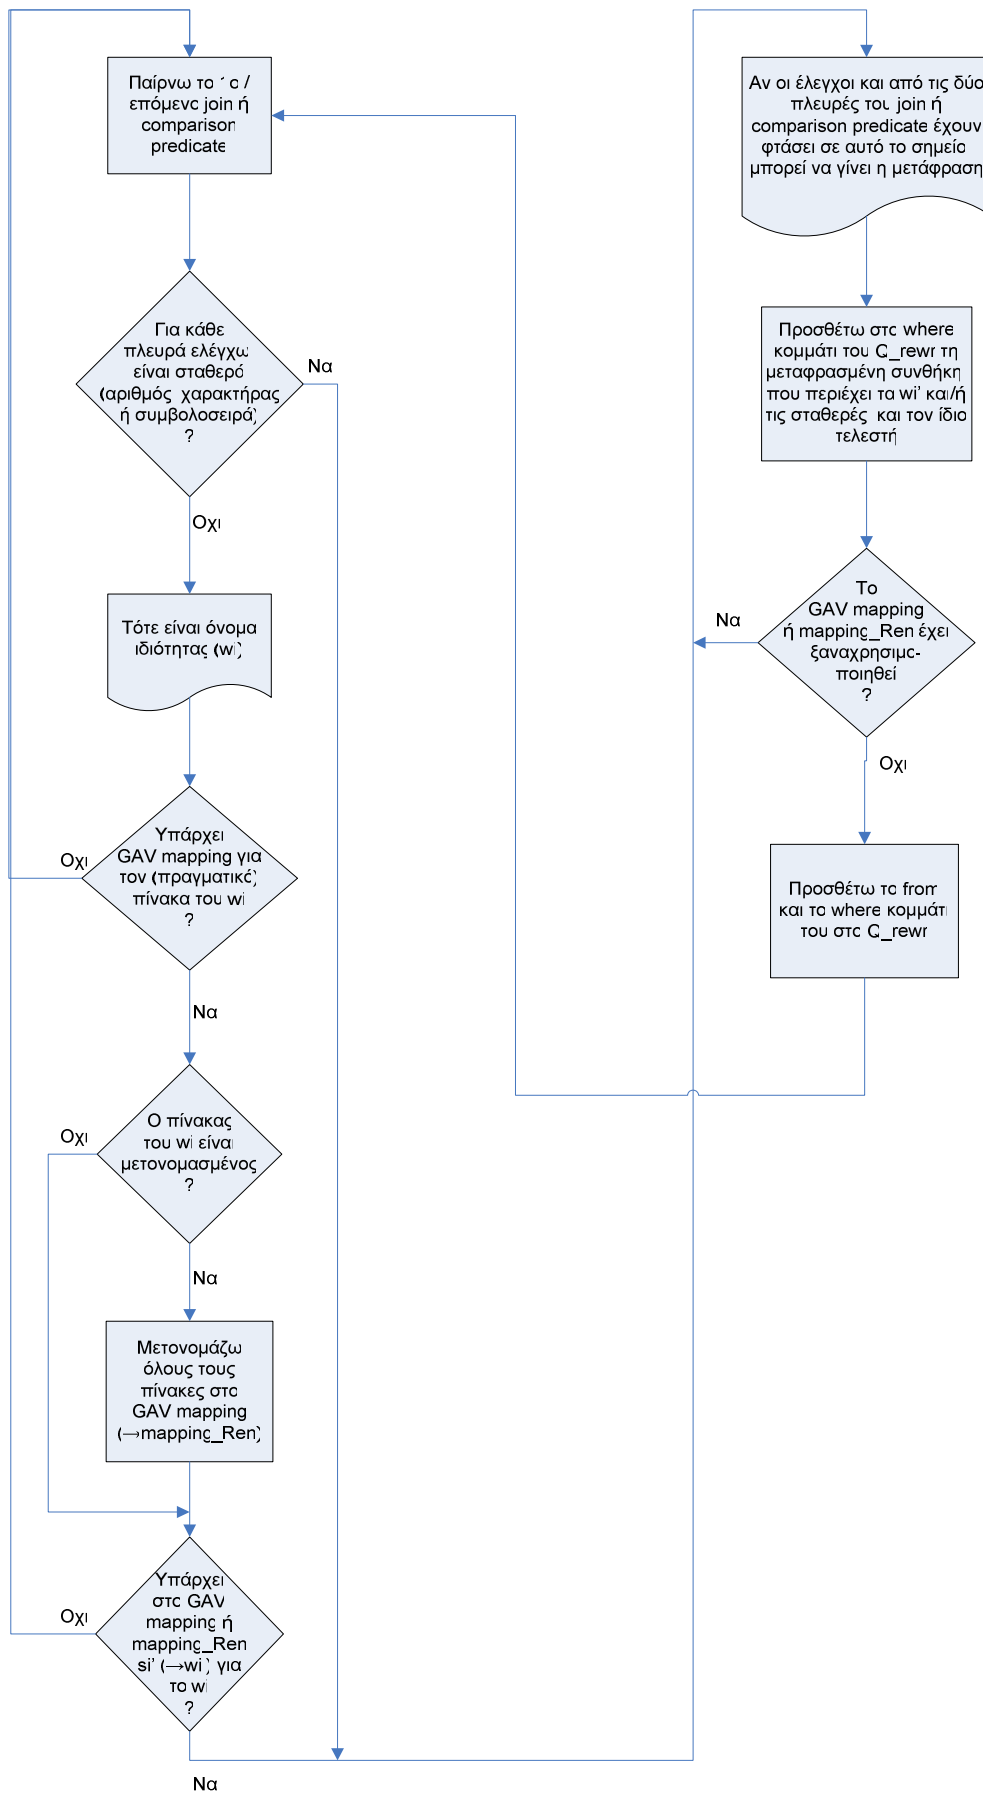 Παίρνω το 1ο /
επόμενο join ή
comparison
predicate
Για κάθε
πλευρά ελέγχω
είναι σταθερό
(αριθμός χαρακτήρας
ή συμβολοσειρά)
?
Να
Οχι
Τότε είναι όνομα
ιδιότητας (wi)
Υπάρχει
GAV mapping για
τον (πραγματικό)
πίνακα του wi
?
Οχι
Να
Ο πίνακας
του wi είναι
μετονομασμένος
?
Οχι
Να
Μετονομάζω
όλους τους
πίνακες στο
GAV mapping
(→mapping_Ren)
Υπάρχει
στο GAV
mapping ή
mapping_Ren
si’ (→wi ) για
το wi
?
Οχι
Να
Αν οι έλεγχοι και από τις δύο
πλευρές του join ή
comparison predicate έχουν
φτάσει σε αυτό το σημείο
μπορεί να γίνει η μετάφραση
Προσθέτω στο where
κομμάτι του Q_rewr τη
μεταφρασμένη συνθήκη
που περιέχει τα wi’ και/ή
τις σταθερές και τον ίδιο
τελεστή
Το
GAV mapping
ή mapping_Ren έχει
ξαναχρησιμο-
ποιηθεί
?
Να
Οχι
Προσθέτω το from
και το where κομμάτι
του στο Q_rewr